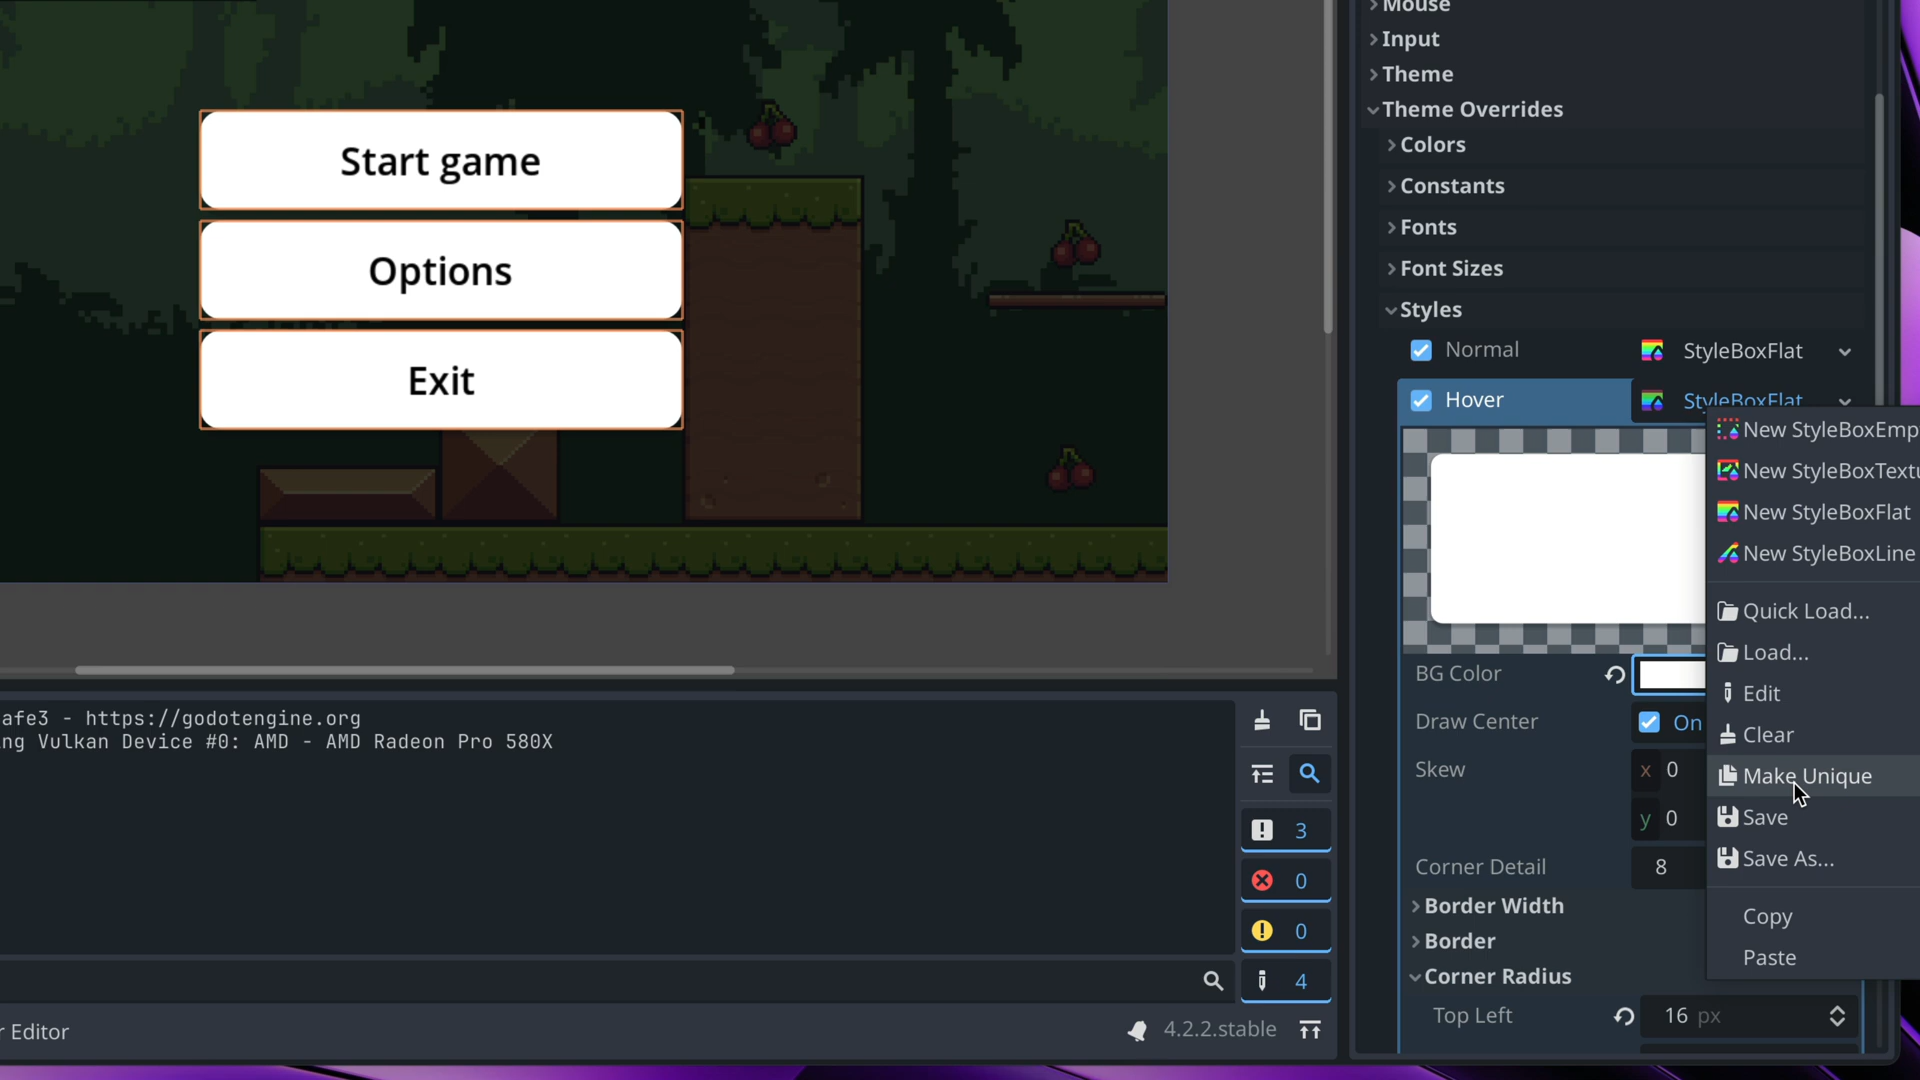 Mouse
Input
Theme
Theme Overrides
Colors
Constants
Fonts
Font Sizes
Styles
Normal
StyleBoxFlat
Hover
StyleBoxFlat
New StyleBoxEmp
New StyleBoxTextu
New StyleBoxFlat
New StyleBoxLine
Quick Load...
Load...
Edit
Clear
Make Unique
Save
Save As...
Copy
Paste
BG Color
Draw Center
On
Skew
x 0
y 0
Corner Detail
8
Border Width
Border
Corner Radius
Top Left
16 px
Start game
Options
Exit
afe3 - https://godotengine.org
ng Vulkan Device #0: AMD - AMD Radeon Pro 580X
3
0
0
4
r Editor
4.2.2.stable